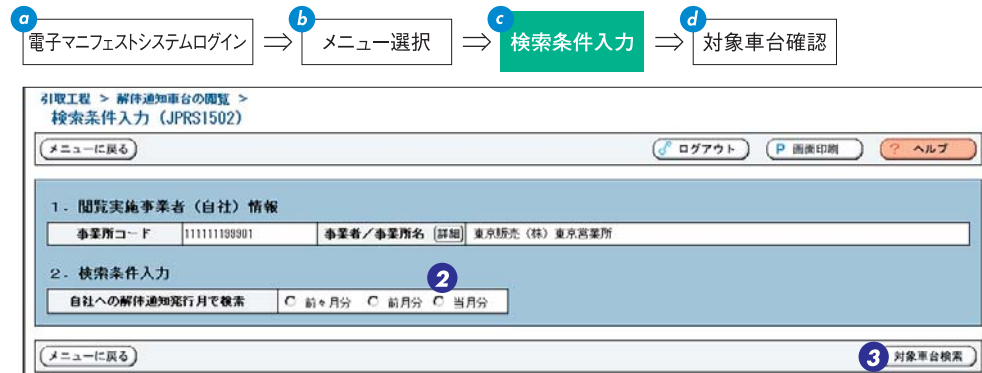 a b c d
電子マニフェストシステムログイン ⇒ メニュー選択 ⇒ 検索条件入力 ⇒ 対象車台確認
引取工程 > 解体通知車台の閲覧 >
検索条件入力 (JPRS1502)
メニューに戻る ログアウト P 画面印刷 ? ヘルプ
1. 閲覧実施事業者（自社）情報
事業所コード 111111199901 事業者/事業所名 詳細 東京販売（株）東京営業所
2. 検索条件入力
2
自社への解体通知発行月で検索 前々月分 前月分 当月分
メニューに戻る 3 対象車台検索